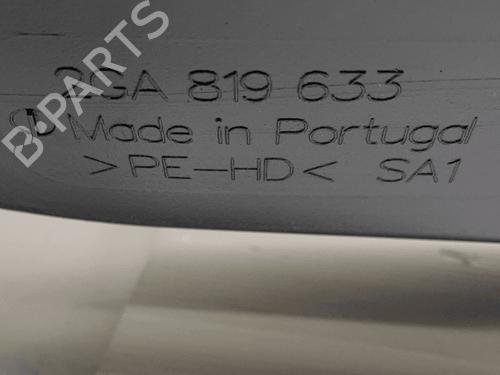 2GA 819 633
Made in Portugal
>PE-HD< SA1
B-PARTS